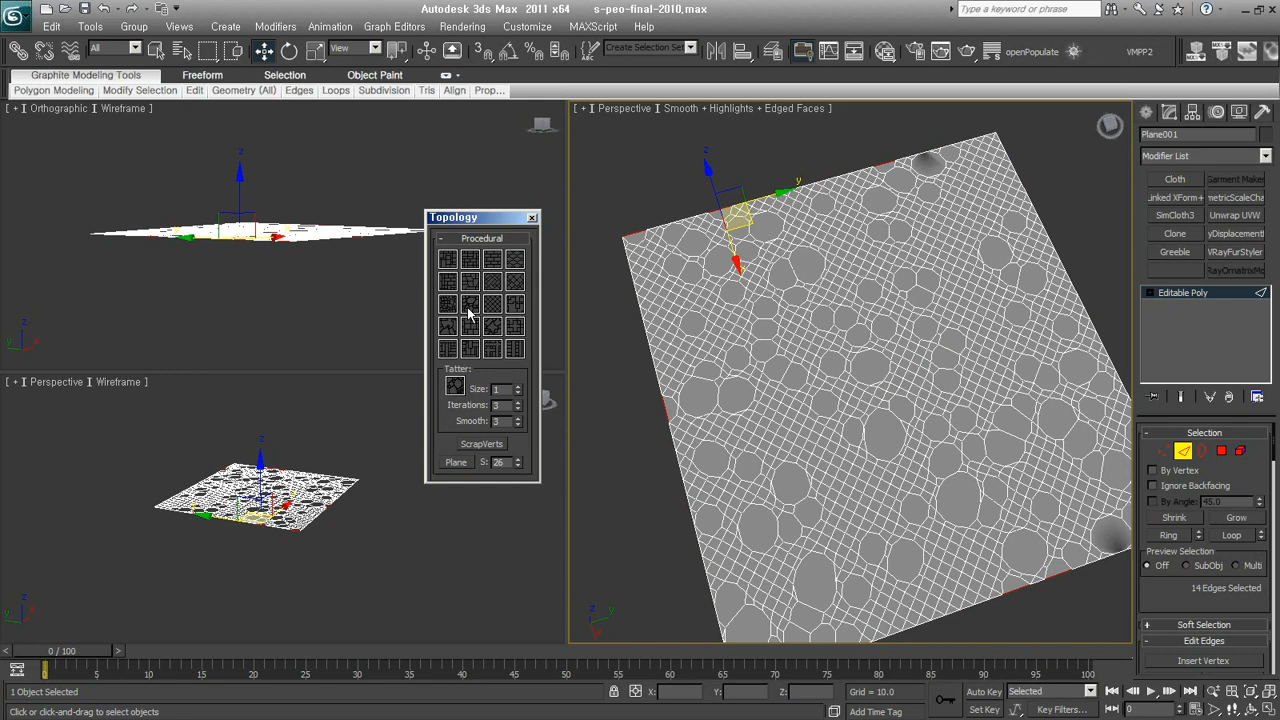 Autodesk 3ds Max 2011 x64 s-peo-final-2010.max
Type a keyword or phrase
Edit Tools Group Views Create Modifiers Animation Graph Editors Rendering Customize MAXScript Help
All View Create Selection Set openPopulate VMPP2
Graphite Modeling Tools Freeform Selection Object Paint
Polygon Modeling Modify Selection Edit Geometry (All) Edges Loops Subdivision Tris Align Prop...
[ + | Orthographic | Wireframe ]
[ + | Perspective | Smooth + Highlights + Edged Faces ]
[ + | Perspective | Wireframe ]
Topology
Procedural
Tatter:
Size: 1
Iterations: 3
Smooth: 3
ScrapVerts
Plane S: 26
Plane001
Modifier List
Cloth Garment Make
inked XForm+ metricScaleCha
SimCloth3 Unwrap UVW
Clone yDisplacement
Greeble VRayFurStyler
RayOrnatrixMo
Editable Poly
Selection
By Vertex
Ignore Backfacing
By Angle: 45.0
Shrink Grow
Ring Loop
Preview Selection
Off SubObj Multi
14 Edges Selected
Soft Selection
Edit Edges
Insert Vertex
0 / 100
0 5 10 15 20 25 30 35 40 45 50 55 60 65 70 75 80 85 90 95 100
1 Object Selected X: Y: Z: Grid = 10.0 Auto Key Selected
Click or click-and-drag to select objects Add Time Tag Set Key Key Filters... 0